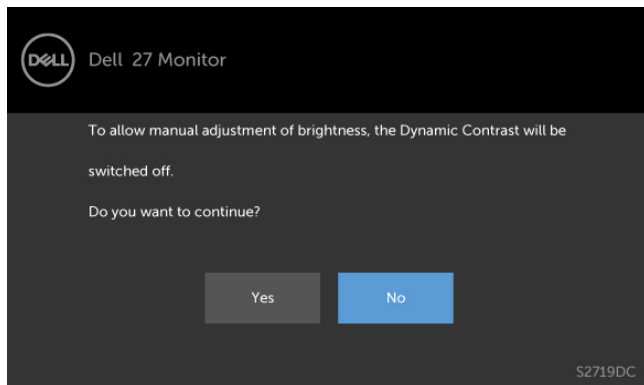 DELL
Dell 27 Monitor
To allow manual adjustment of brightness, the Dynamic Contrast will be
switched off.
Do you want to continue?
Yes
No
S2719DC